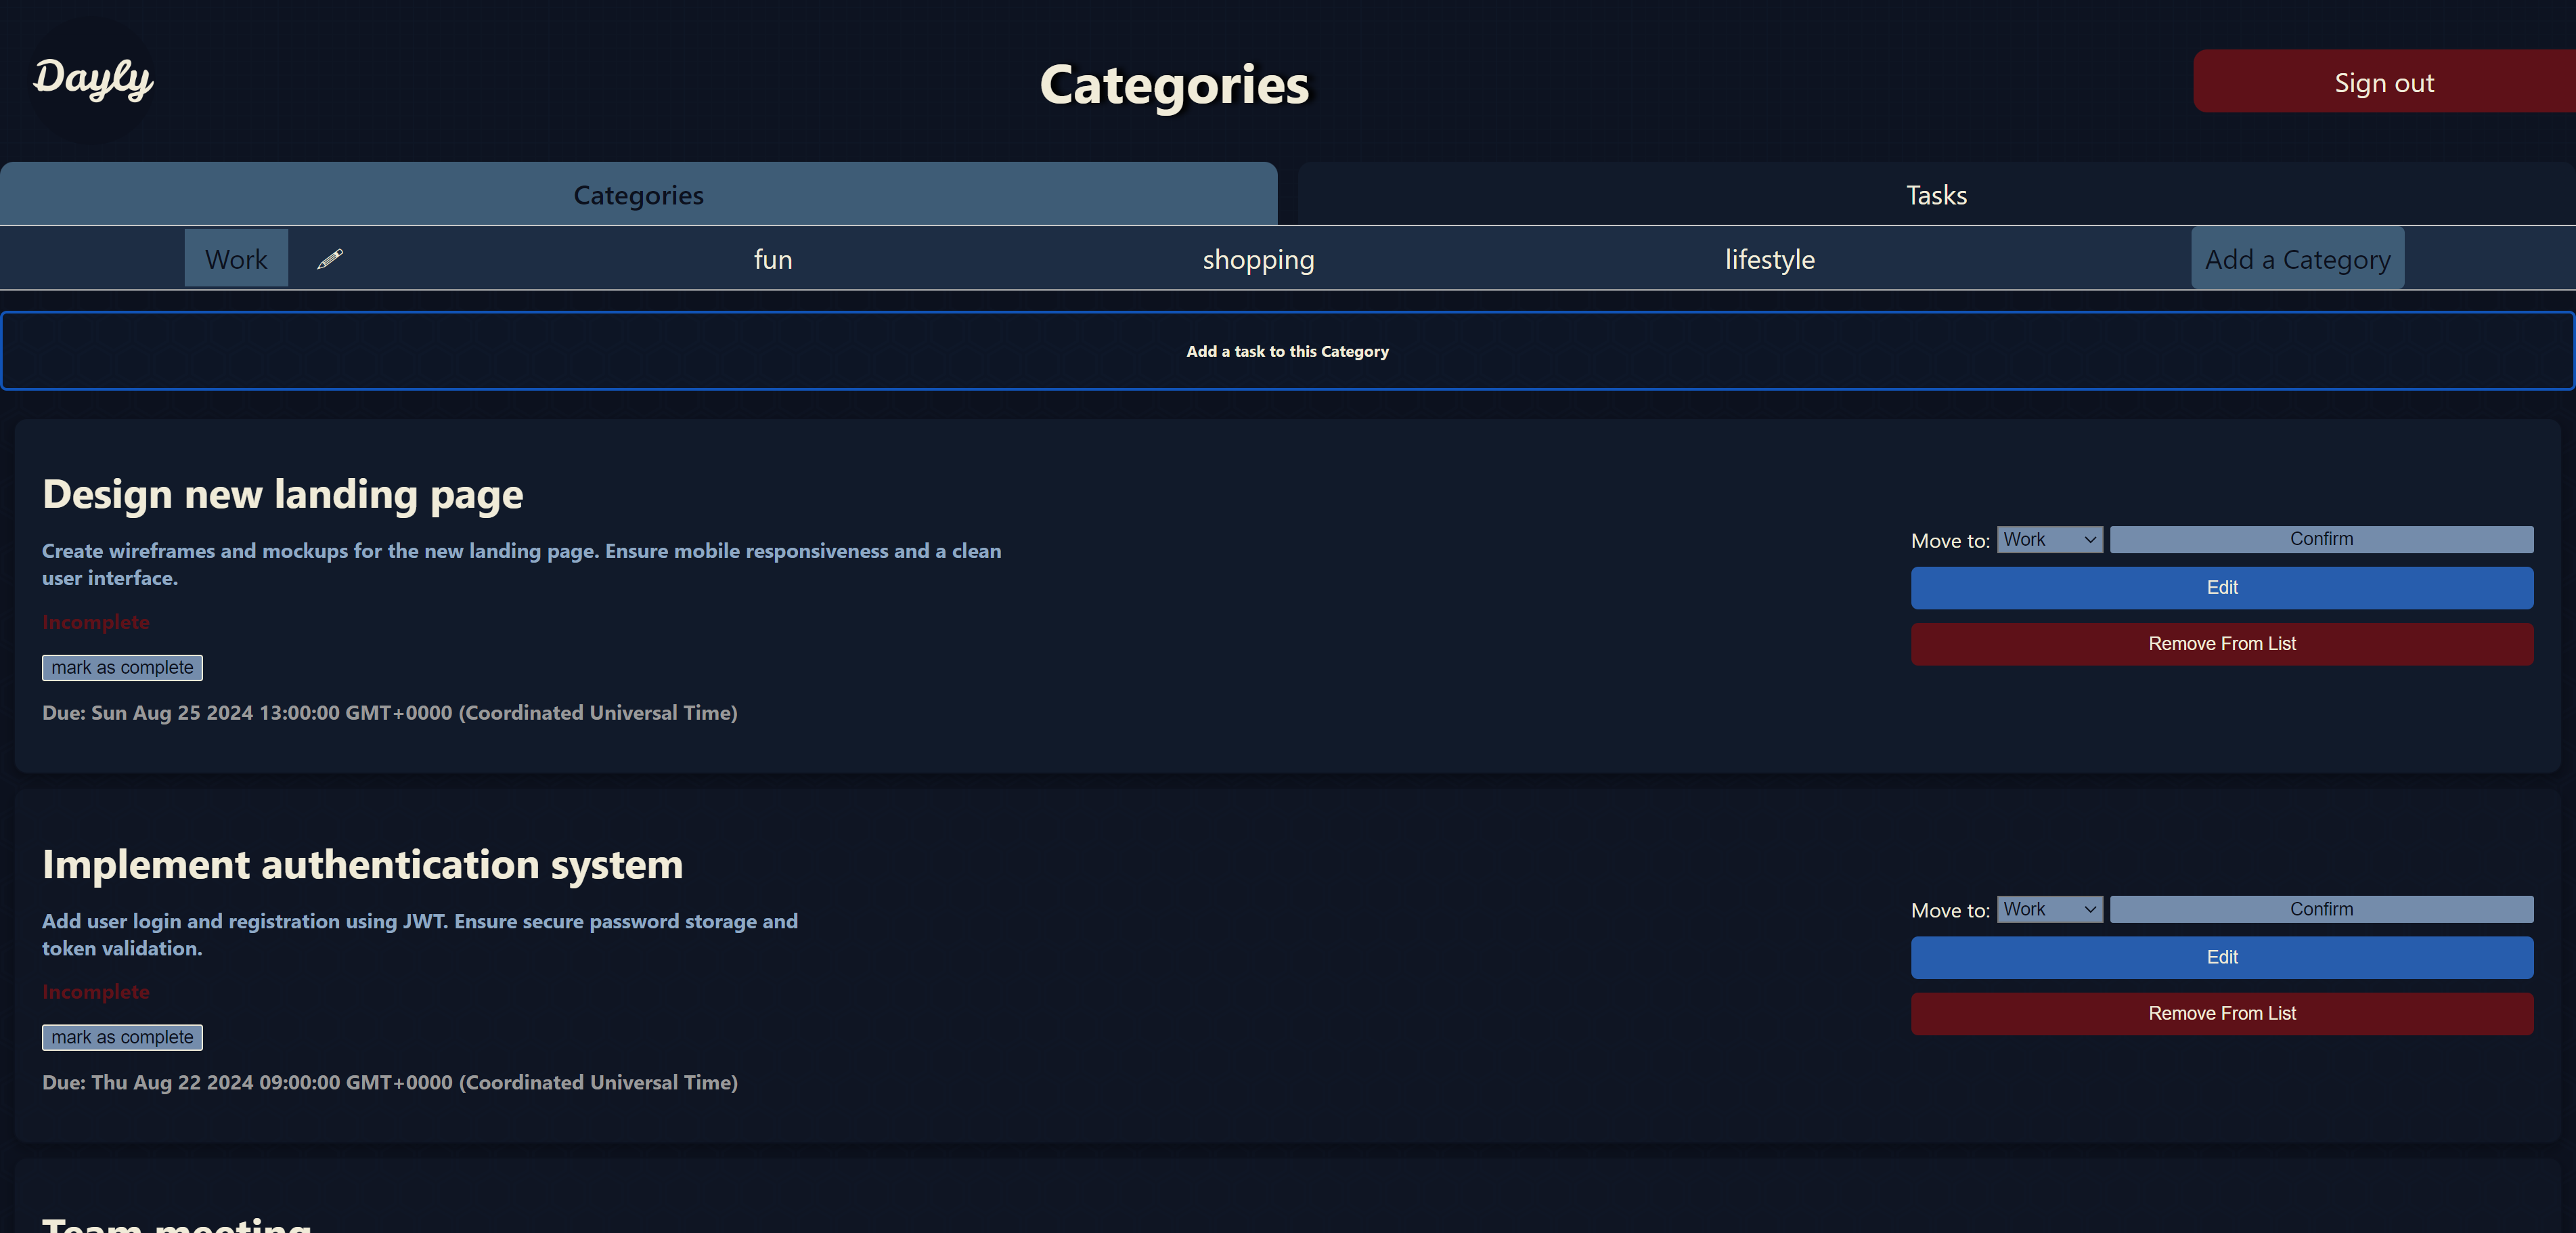 Dayly
Categories
Sign out
Categories
Tasks
Work
fun
shopping
lifestyle
Add a Category
Add a task to this Category
Design new landing page
Create wireframes and mockups for the new landing page. Ensure mobile responsiveness and a clean
user interface.
Incomplete
mark as complete
Due: Sun Aug 25 2024 13:00:00 GMT+0000 (Coordinated Universal Time)
Move to: Work Confirm
Edit
Remove From List
Implement authentication system
Add user login and registration using JWT. Ensure secure password storage and
token validation.
Incomplete
mark as complete
Due: Thu Aug 22 2024 09:00:00 GMT+0000 (Coordinated Universal Time)
Move to: Work Confirm
Edit
Remove From List
Team meeting